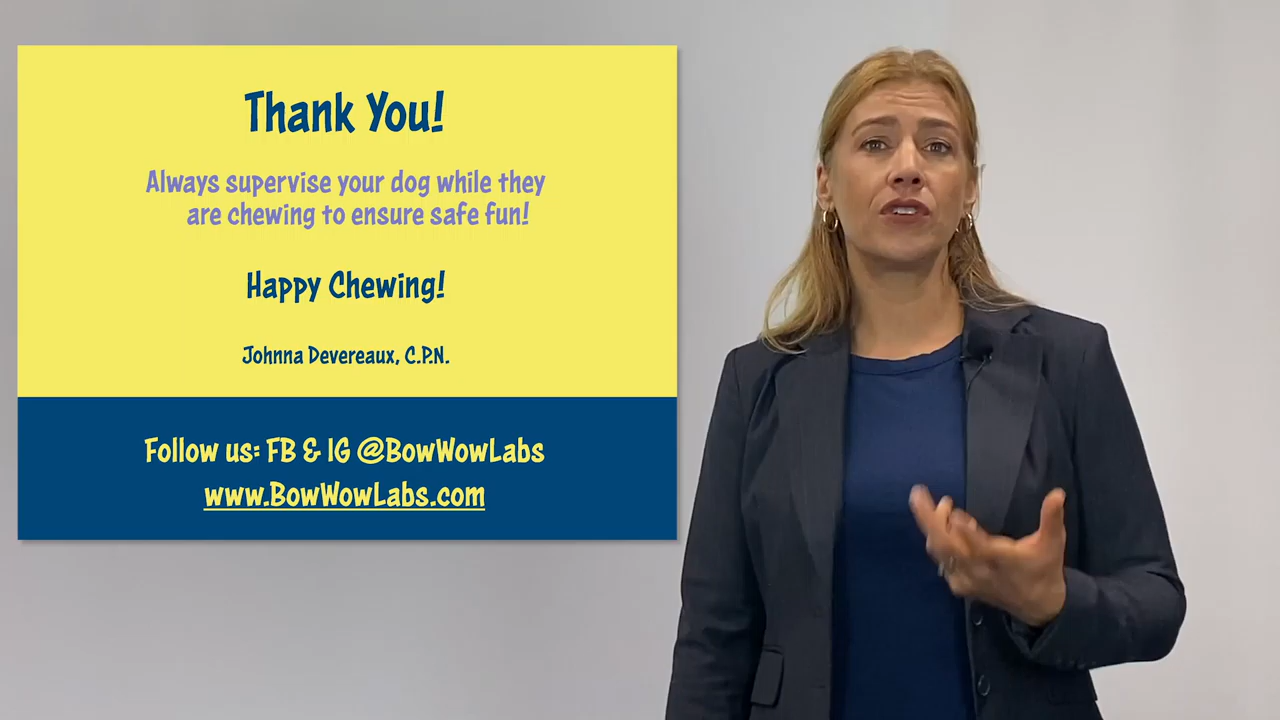 Thank You!
Always supervise your dog while they
are chewing to ensure safe fun!
Happy Chewing!
Johnna Devereaux, C.P.N.
Follow us: FB & IG @BowWowLabs
www.BowWowLabs.com